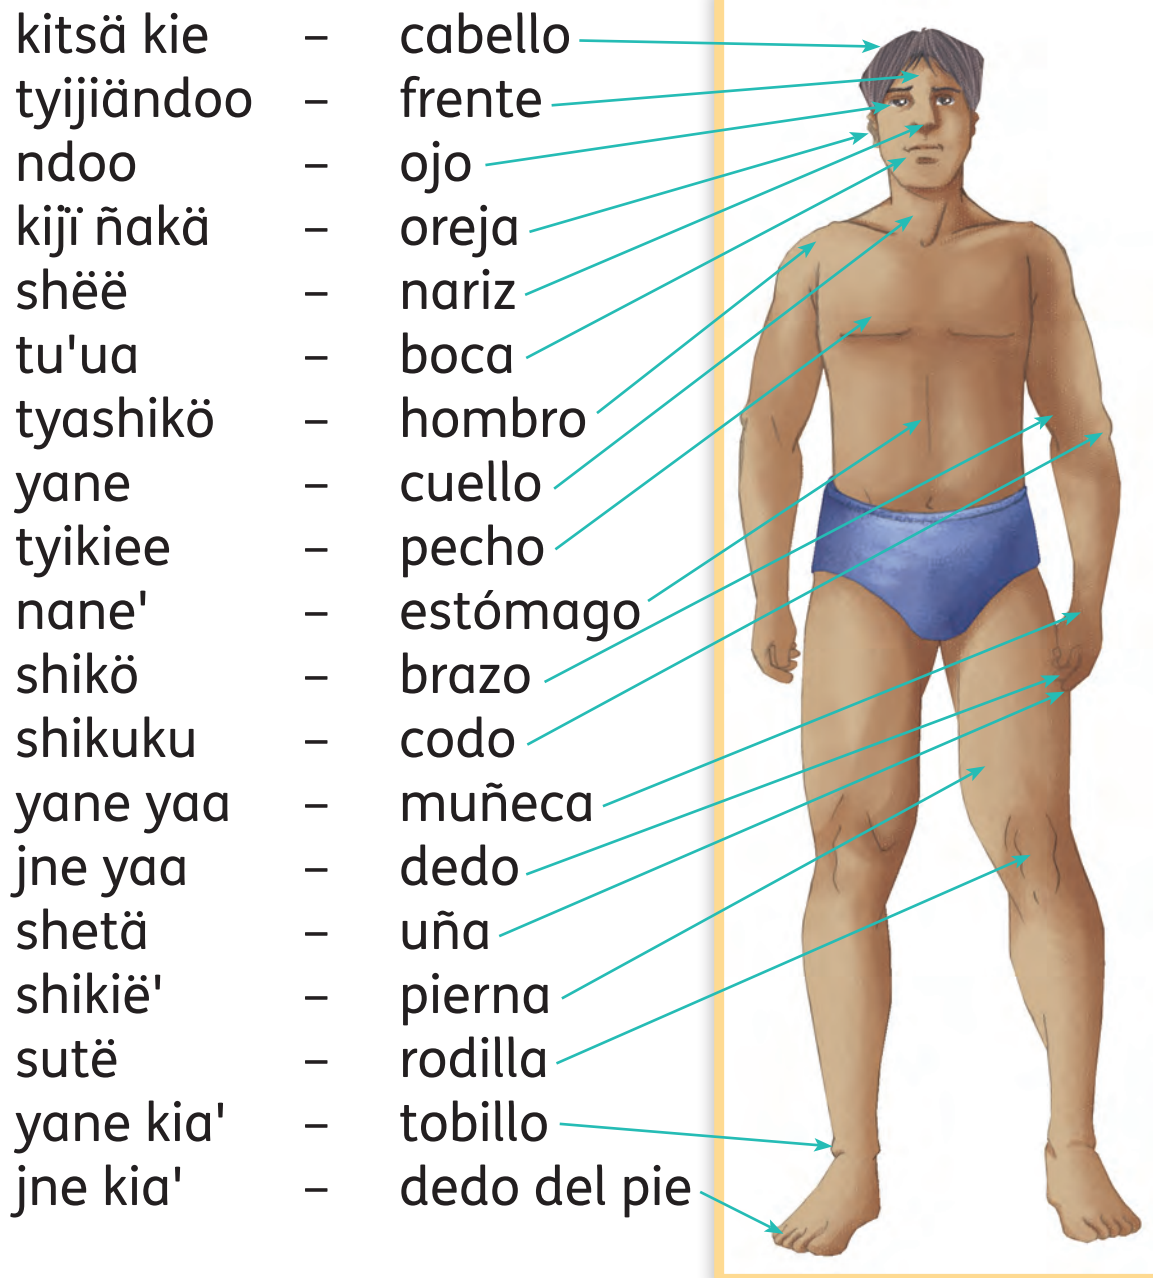 kitsä kie – cabello
tyijiändoo – frente
ndoo – ojo
kijï ñakä – oreja
shëë – nariz
tu'ua – boca
tyashikö – hombro
yane – cuello
tyikiee – pecho
nane' – estómago
shikö – brazo
shikuku – codo
yane yaa – muñeca
jne yaa – dedo
shetä – uña
shikië' – pierna
sutë – rodilla
yane kia' – tobillo
jne kia' – dedo del pie